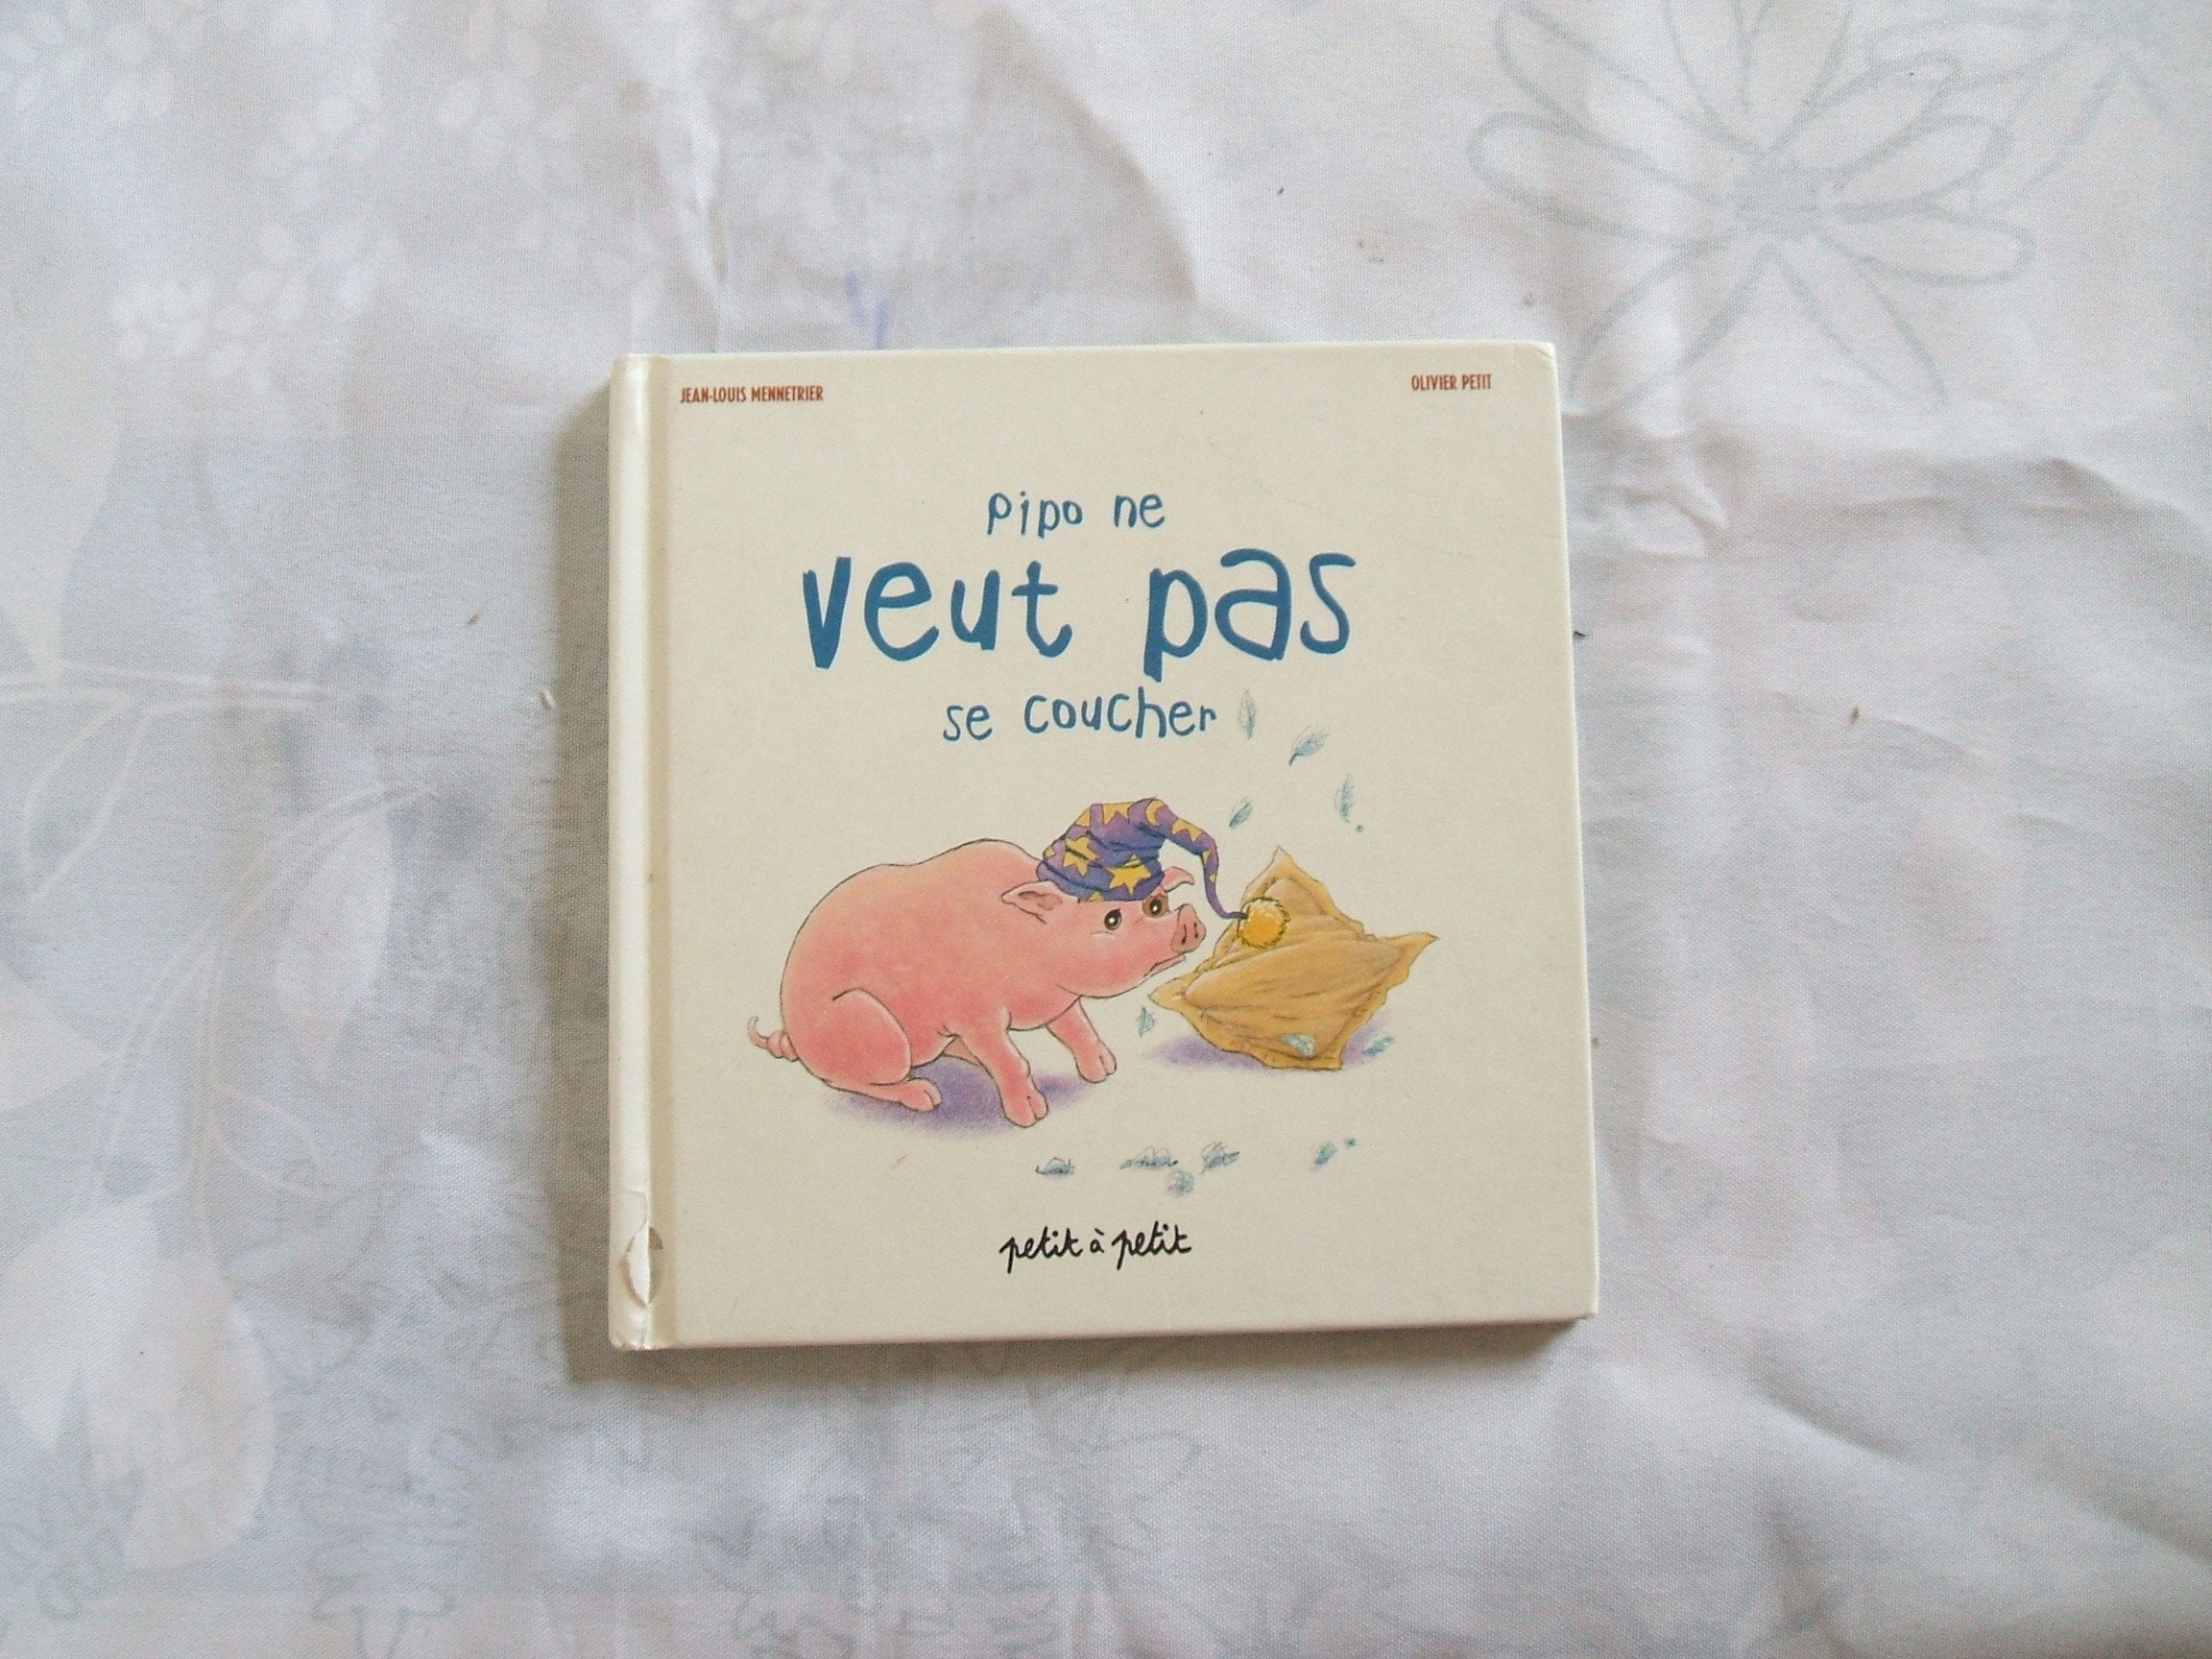 JEAN-LOUIS MENNETRIER
OLIVIER PETIT
pipo ne
veut pas
se coucher
petit à petit